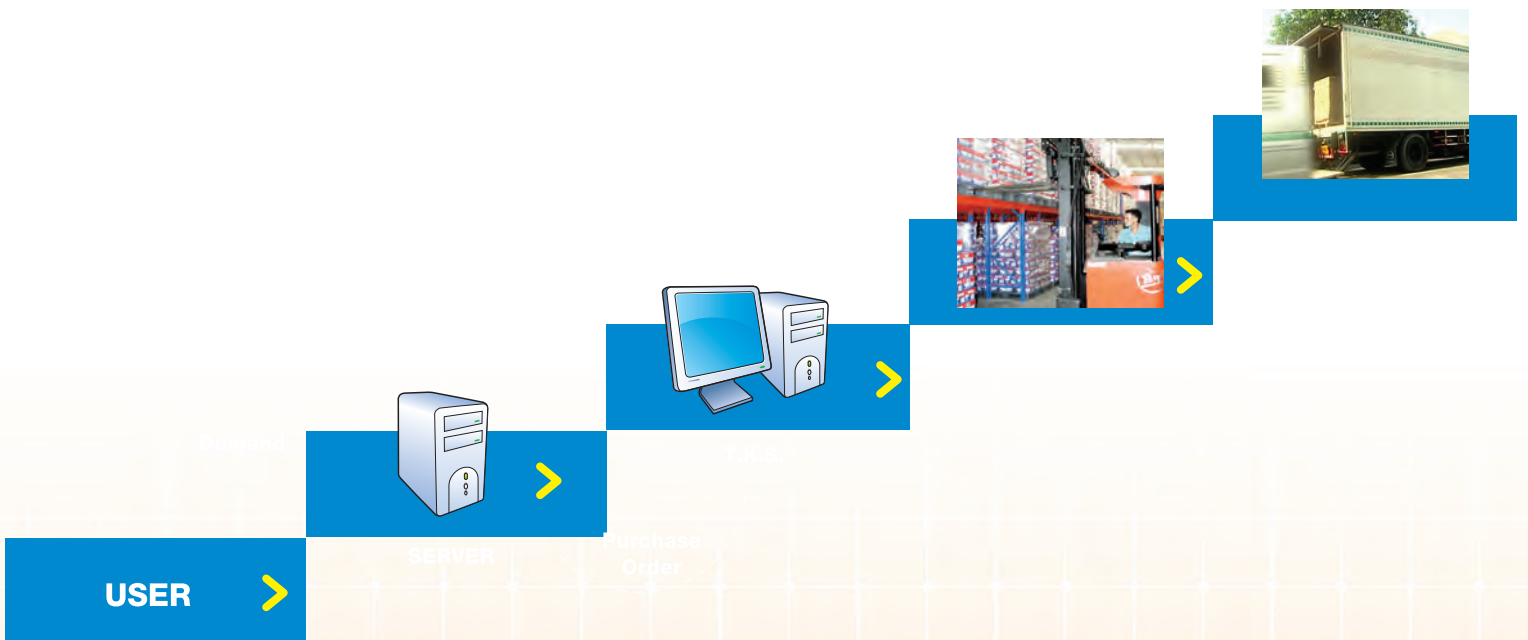 Demand
T.K.S.
SERVER
Purchase
Order
USER